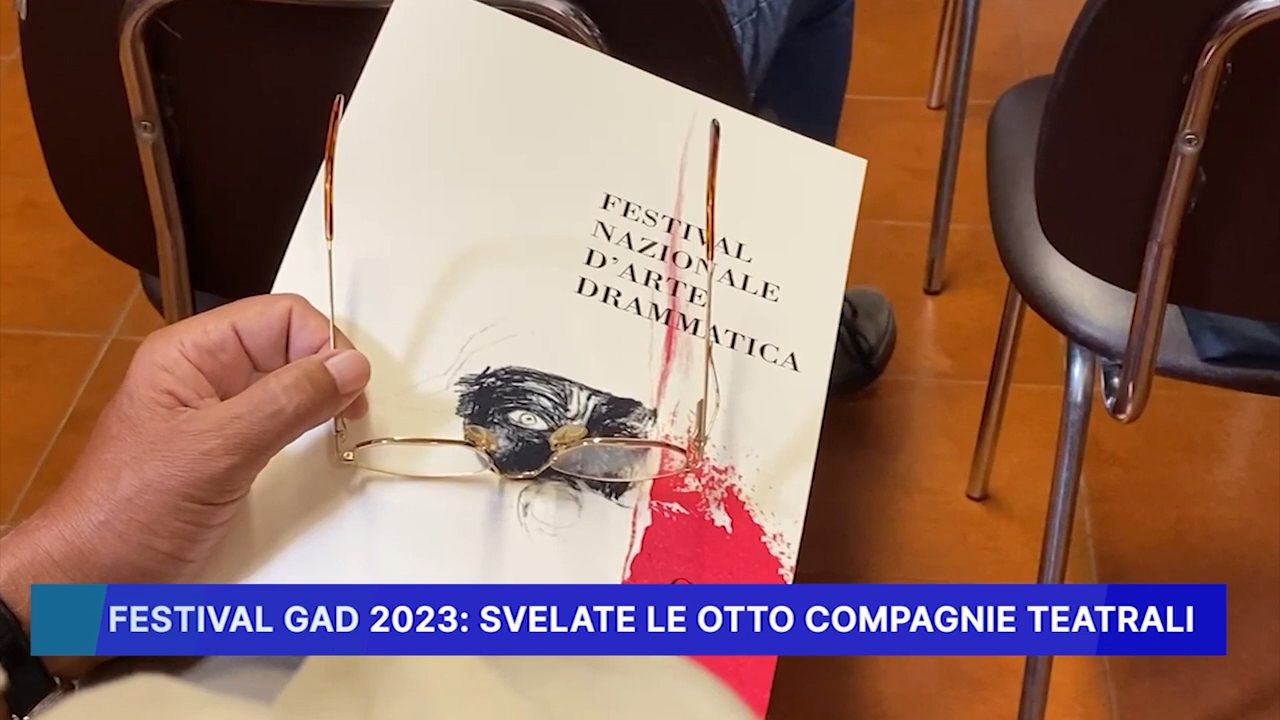 FESTIVAL
NAZIONALE
D'ARTE
DRAMMATICA
FESTIVAL GAD 2023: SVELATE LE OTTO COMPAGNIE TEATRALI